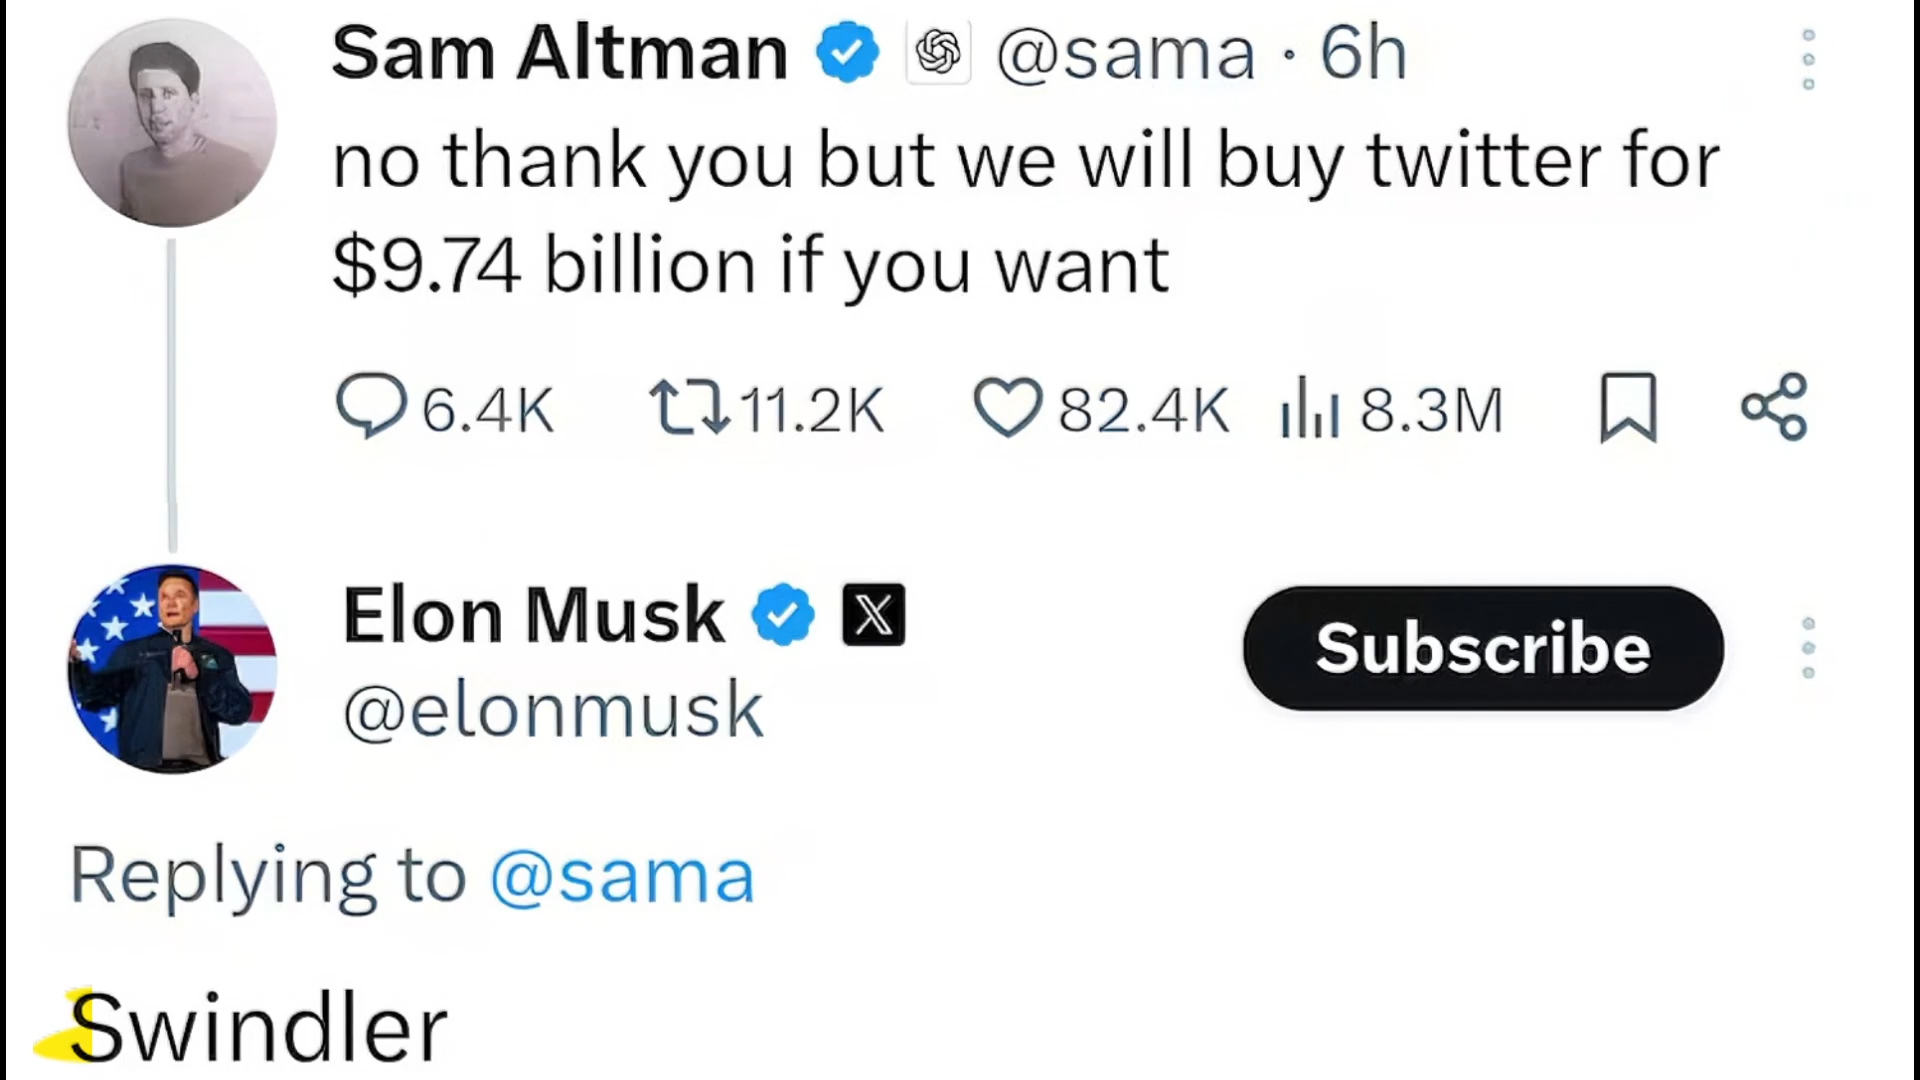 Sam Altman @sama · 6h
no thank you but we will buy twitter for
$9.74 billion if you want
6.4K 11.2K 82.4K 8.3M
Elon Musk X
Subscribe
@elonmusk
Replying to @sama
Swindler